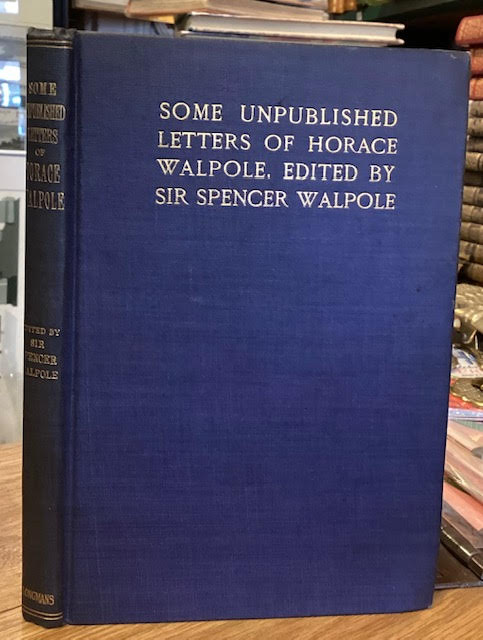 SOME UNPUBLISHED
LETTERS OF HORACE
WALPOLE, EDITED BY
SIR SPENCER WALPOLE
SOME
UNPUBLISHED
LETTERS
OF
HORACE
WALPOLE
EDITED BY
SIR
SPENCER
WALPOLE
LONGMANS